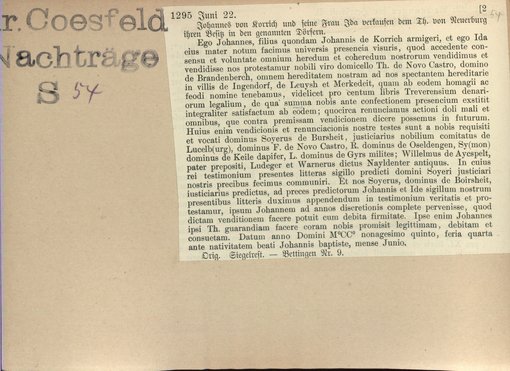 r. Coesfeld
Nachträge
S 54
[2
54
1295 Juni 22.
Johannes von Korrich und seine Frau Ida verkaufen dem Th. von Neuerburg
ihren Besitz in den genannten Dörfern.
Ego Johannes, filius quondam Johannis de Korrich armigeri, et ego Ida
eius mater notum facimus universis presencia visuris, quod accedente con-
sensu et voluntate omnium heredum et coheredum nostrorum vendidimus et
vendidisse nos protestamur nobili viro domicello Th. de Novo Castro, domino
de Brandenberch, omnem hereditatem nostram ad nos spectantem hereditarie
in villis de Ingendorf, de Leuysh et Merkedeit, quam ab eodem homagii ac
feodi nomine tenebamus, videlicet pro centum libris Treverensium denari-
orum legalium, de qua summa nobis ante confectionem presencium exstitit
integraliter satisfactum ab eodem; quocirca renunciamus actioni doli mali et
omnibus, que contra premissam vendicionem dicere possemus in futurum.
Huius enim vendicionis et renunciacionis nostre testes sunt a nobis requisiti
et vocati dominus Soyerus de Bursheit, justiciarius nobilium comitatus de
Lucelb(urg), dominus F. de Novo Castro, R. dominus de Oseldengen, Sy(mon)
dominus de Keile dapifer, L. dominus de Gyrs milites; Willelmus de Ayespelt,
pater prepositi, Ludeger et Warnerus dictus Nayldenter antiquus. In cuius
rei testimonium presentes litteras sigillo predicti domini Soyeri justiciarii
nostris precibus fecimus communiri. Et nos Soyerus, dominus de Boirsheit,
iusticiarius predictus, ad preces predictorum Johannis et Ide sigillum nostrum
presentibus litteris duximus appendendum in testimonium veritatis et pro-
testamur, ipsum Johannem ad annos discretionis complete pervenisse, quod
dictam venditionem facere potuit cum debita firmitate. Ipse enim Johannes
ipsi Th. guarandiam facere coram nobis promisit legittimam, debitam et
consuetam. Datum anno Domini M°CC° nonagesimo quinto, feria quarta
ante nativitatem beati Johannis baptiste, mense Junio.
Orig. Siegelrest. — Bettingen Nr. 9.